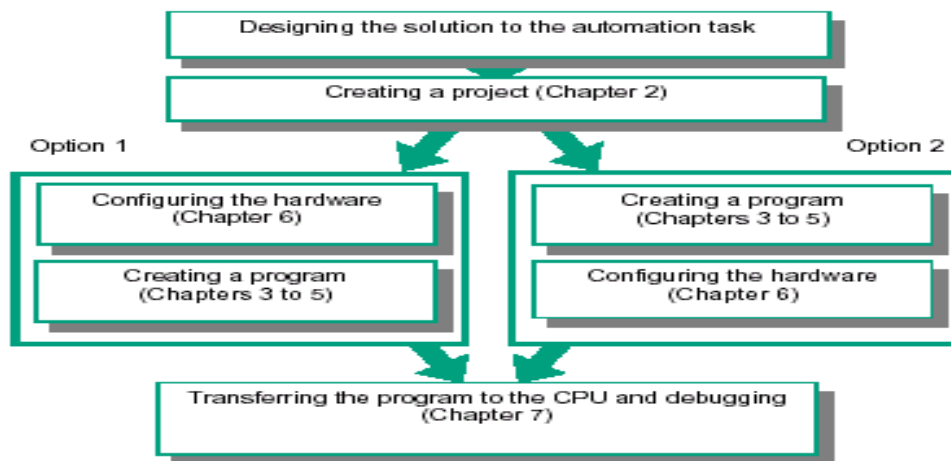 Designing the solution to the automation task
Creating a project (Chapter 2)
Option 1
Option 2
Configuring the hardware
(Chapter 6)
Creating a program
(Chapters 3 to 5)
Creating a program
(Chapters 3 to 5)
Configuring the hardware
(Chapter 6)
Transferring the program to the CPU and debugging
(Chapter 7)